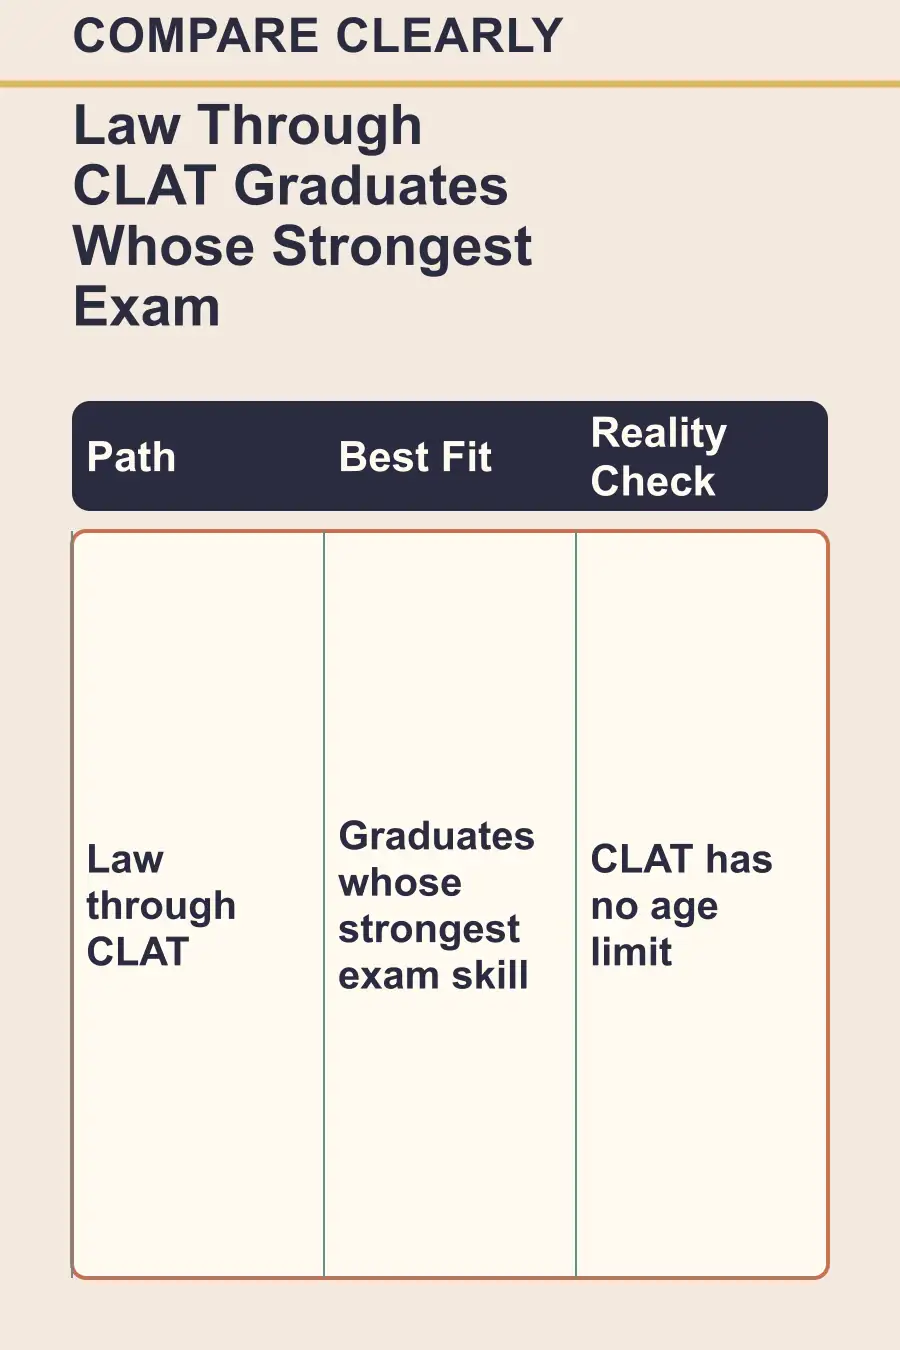 COMPARE CLEARLY
Law Through
CLAT Graduates
Whose Strongest
Exam
Path
Best Fit
Reality
Check
Law
through
CLAT
Graduates
whose
strongest
exam skill
CLAT has
no age
limit